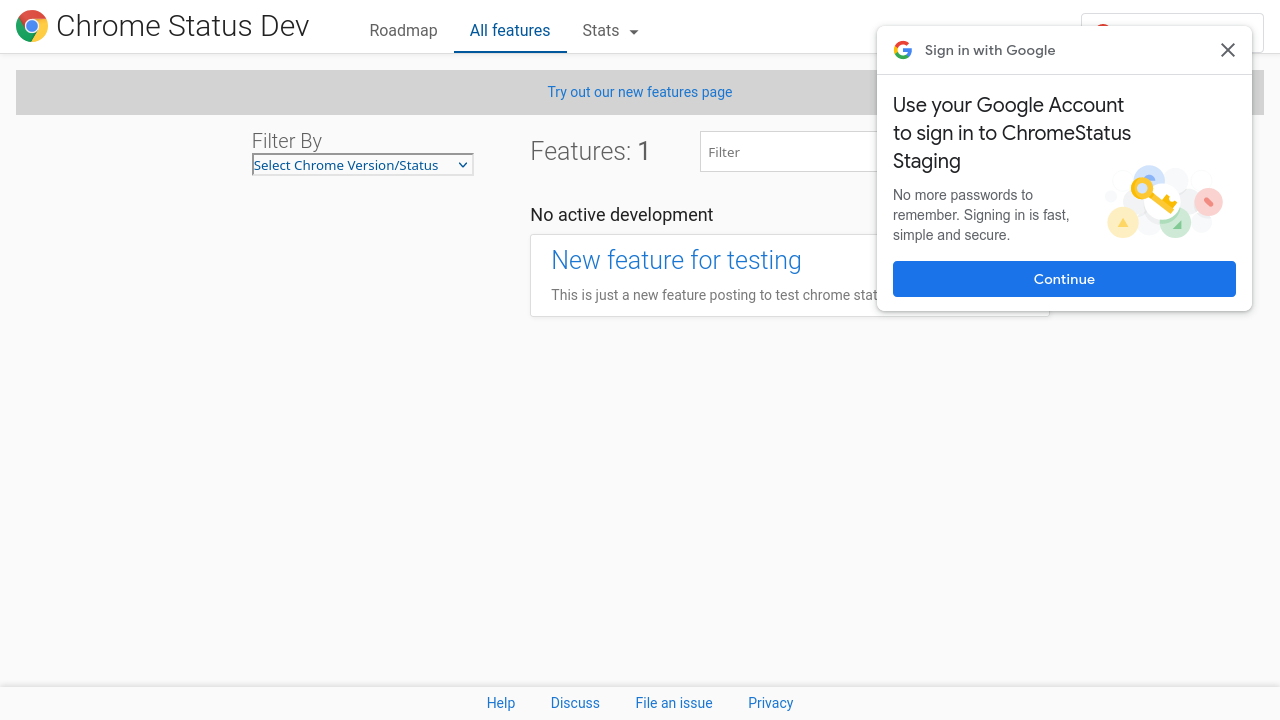 Chrome Status Dev
Roadmap
All features
Stats
Sign in with Google
Try out our new features page
Use your Google Account
to sign in to ChromeStatus
Staging
No more passwords to
remember. Signing in is fast,
simple and secure.
Continue
Filter By
Select Chrome Version/Status
Features: 1
Filter
No active development
New feature for testing
This is just a new feature posting to test chrome
Help
Discuss
File an issue
Privacy